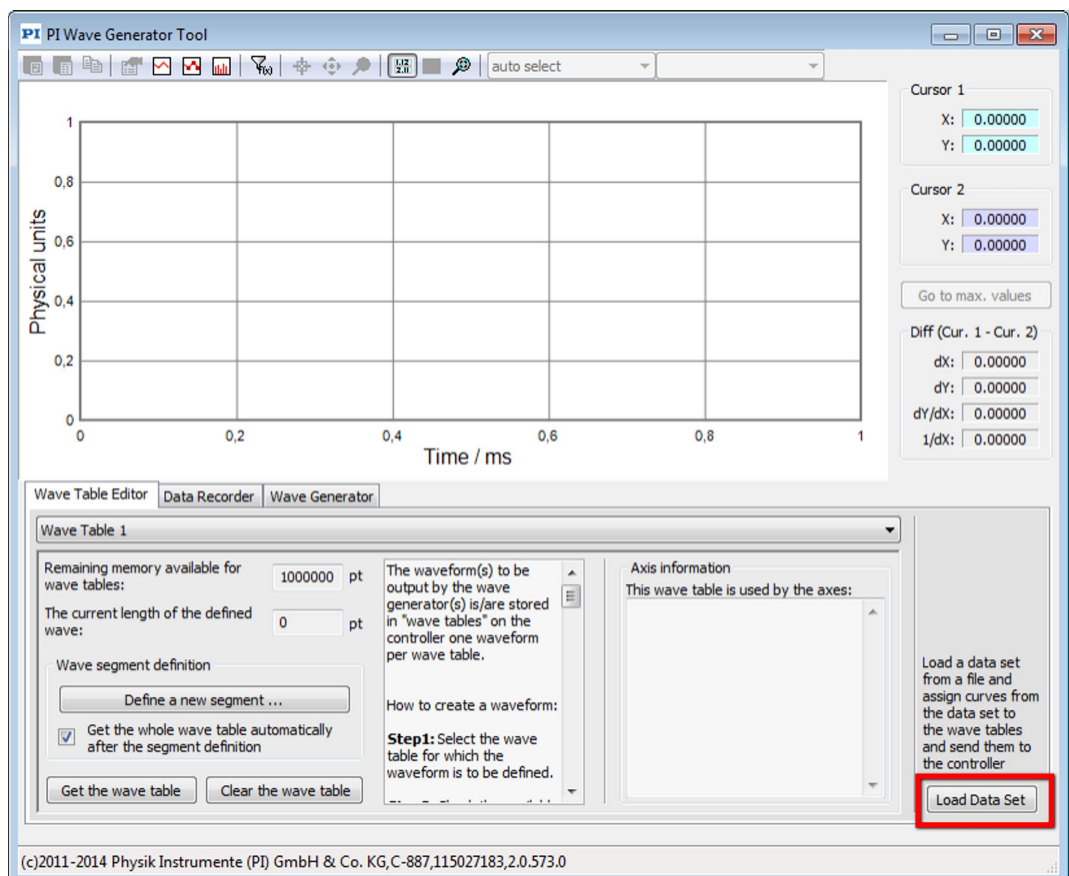 PI PI Wave Generator Tool
f(x) auto select
Cursor 1
X: 0.00000
Y: 0.00000
Cursor 2
X: 0.00000
Y: 0.00000
Go to max. values
Diff (Cur. 1 - Cur. 2)
dX: 0.00000
dY: 0.00000
dY/dX: 0.00000
1/dX: 0.00000
Physical units
1
0,8
0,6
0,4
0,2
0
0 0,2 0,4 0,6 0,8 1
Time / ms
Wave Table Editor Data Recorder Wave Generator
Wave Table 1
Remaining memory available for
wave tables:
1000000 pt
The current length of the defined
wave:
0 pt
Wave segment definition
Define a new segment ...
Get the whole wave table automatically
after the segment definition
Get the wave table Clear the wave table
The waveform(s) to be
output by the wave
generator(s) is/are stored
in "wave tables" on the
controller one waveform
per wave table.
How to create a waveform:
Step1: Select the wave
table for which the
waveform is to be defined.
Axis information
This wave table is used by the axes:
Load a data set
from a file and
assign curves from
the data set to
the wave tables
and send them to
the controller
Load Data Set
(c)2011-2014 Physik Instrumente (PI) GmbH & Co. KG,C-887,115027183,2.0.573.0